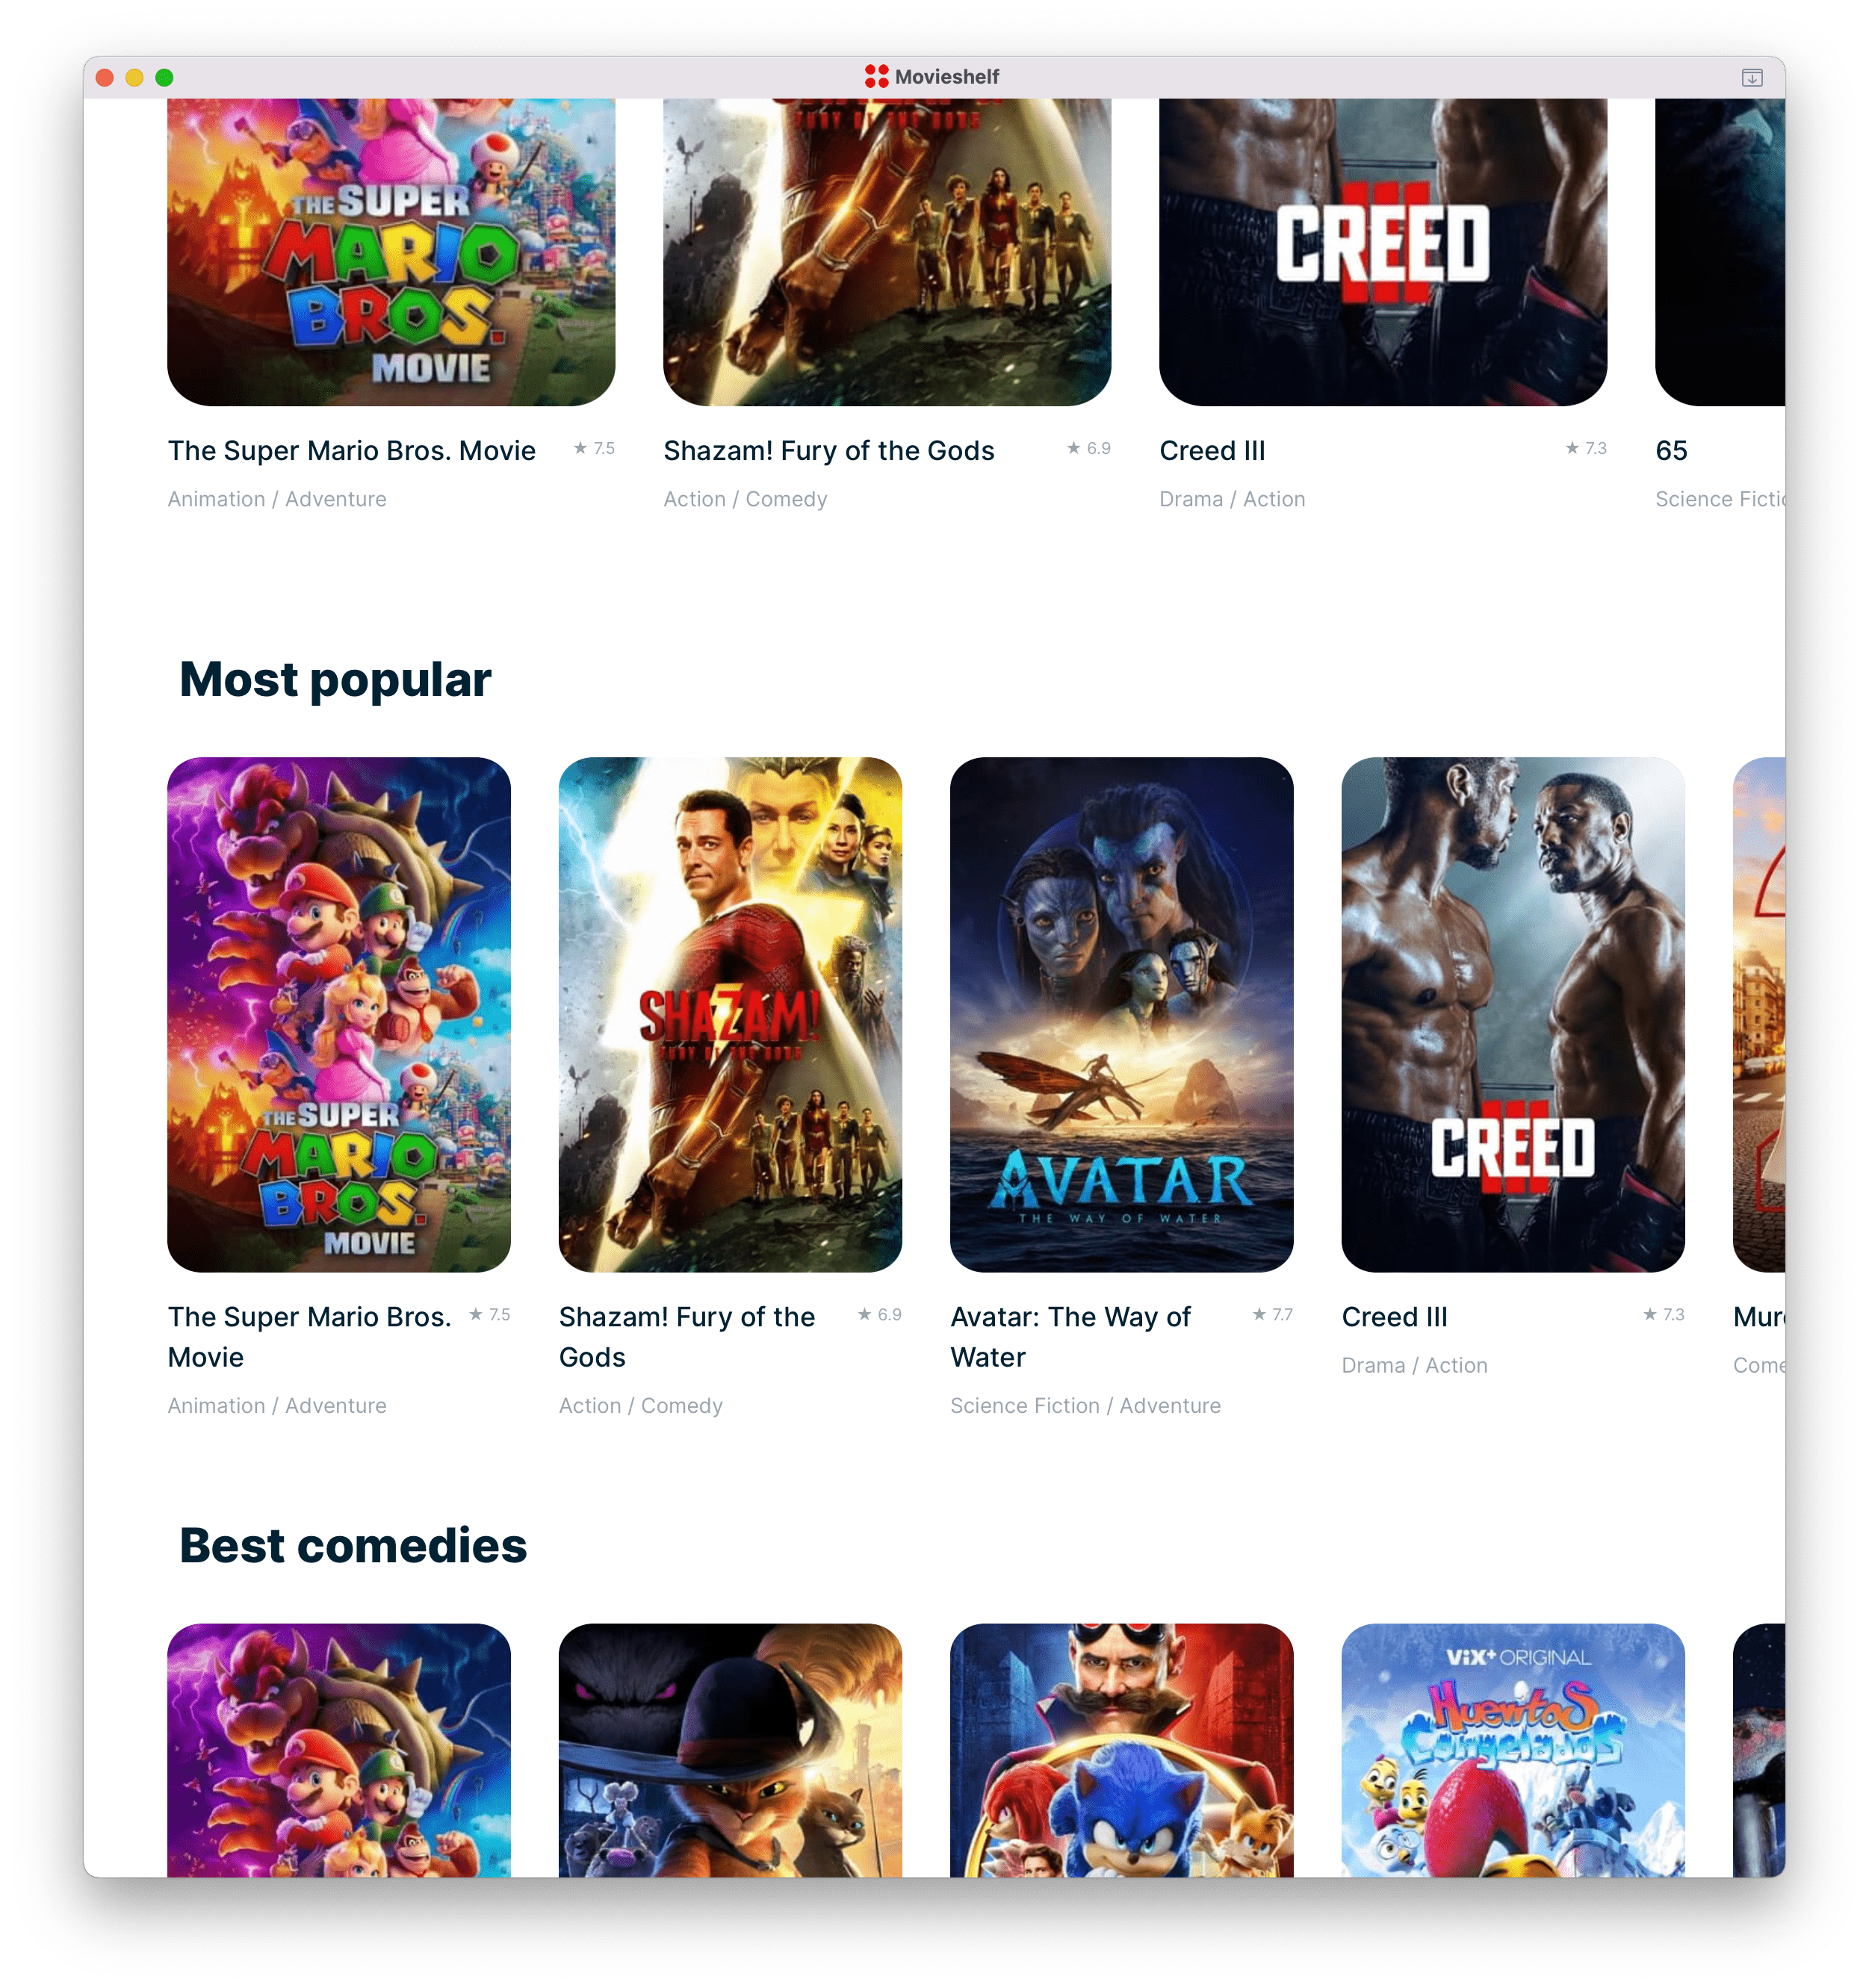 Movieshelf
FURY OF THE GODS
THE SUPER
MARIO
BROS.
MOVIE
CREED
III
The Super Mario Bros. Movie ★ 7.5
Animation / Adventure
Shazam! Fury of the Gods ★ 6.9
Action / Comedy
Creed III ★ 7.3
Drama / Action
65
Science Fictio
Most popular
THE SUPER
MARIO
BROS.
MOVIE
SHAZAM!
FURY OF THE GODS
AVATAR
THE WAY OF WATER
CREED
III
The Super Mario Bros. ★ 7.5
Movie
Animation / Adventure
Shazam! Fury of the ★ 6.9
Gods
Action / Comedy
Avatar: The Way of ★ 7.7
Water
Science Fiction / Adventure
Creed III ★ 7.3
Drama / Action
Mur
Come
Best comedies
ViX+ ORIGINAL
Huevitos
Congelados